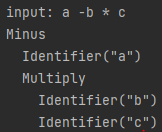 input: a -b * c
Minus
  Identifier("a")
  Multiply
    Identifier("b")
    Identifier("c")